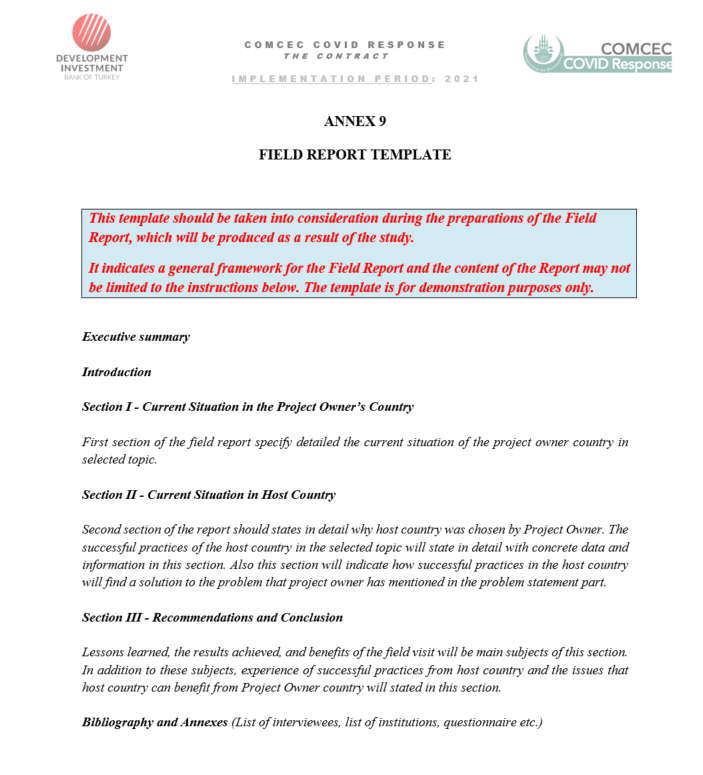 DEVELOPMENT
INVESTMENT
BANK OF TURKEY
COMCEC COVID RESPONSE
THE CONTRACT
IMPLEMENTATION PERIOD: 2021
COMCEC
COVID Response
ANNEX 9
FIELD REPORT TEMPLATE
This template should be taken into consideration during the preparations of the Field
Report, which will be produced as a result of the study.
It indicates a general framework for the Field Report and the content of the Report may not
be limited to the instructions below. The template is for demonstration purposes only.
Executive summary
Introduction
Section I - Current Situation in the Project Owner's Country
First section of the field report specify detailed the current situation of the project owner country in
selected topic.
Section II - Current Situation in Host Country
Second section of the report should states in detail why host country was chosen by Project Owner. The
successful practices of the host country in the selected topic will state in detail with concrete data and
information in this section. Also this section will indicate how successful practices in the host country
will find a solution to the problem that project owner has mentioned in the problem statement part.
Section III - Recommendations and Conclusion
Lessons learned, the results achieved, and benefits of the field visit will be main subjects of this section.
In addition to these subjects, experience of successful practices from host country and the issues that
host country can benefit from Project Owner country will stated in this section.
Bibliography and Annexes (List of interviewees, list of institutions, questionnaire etc.)